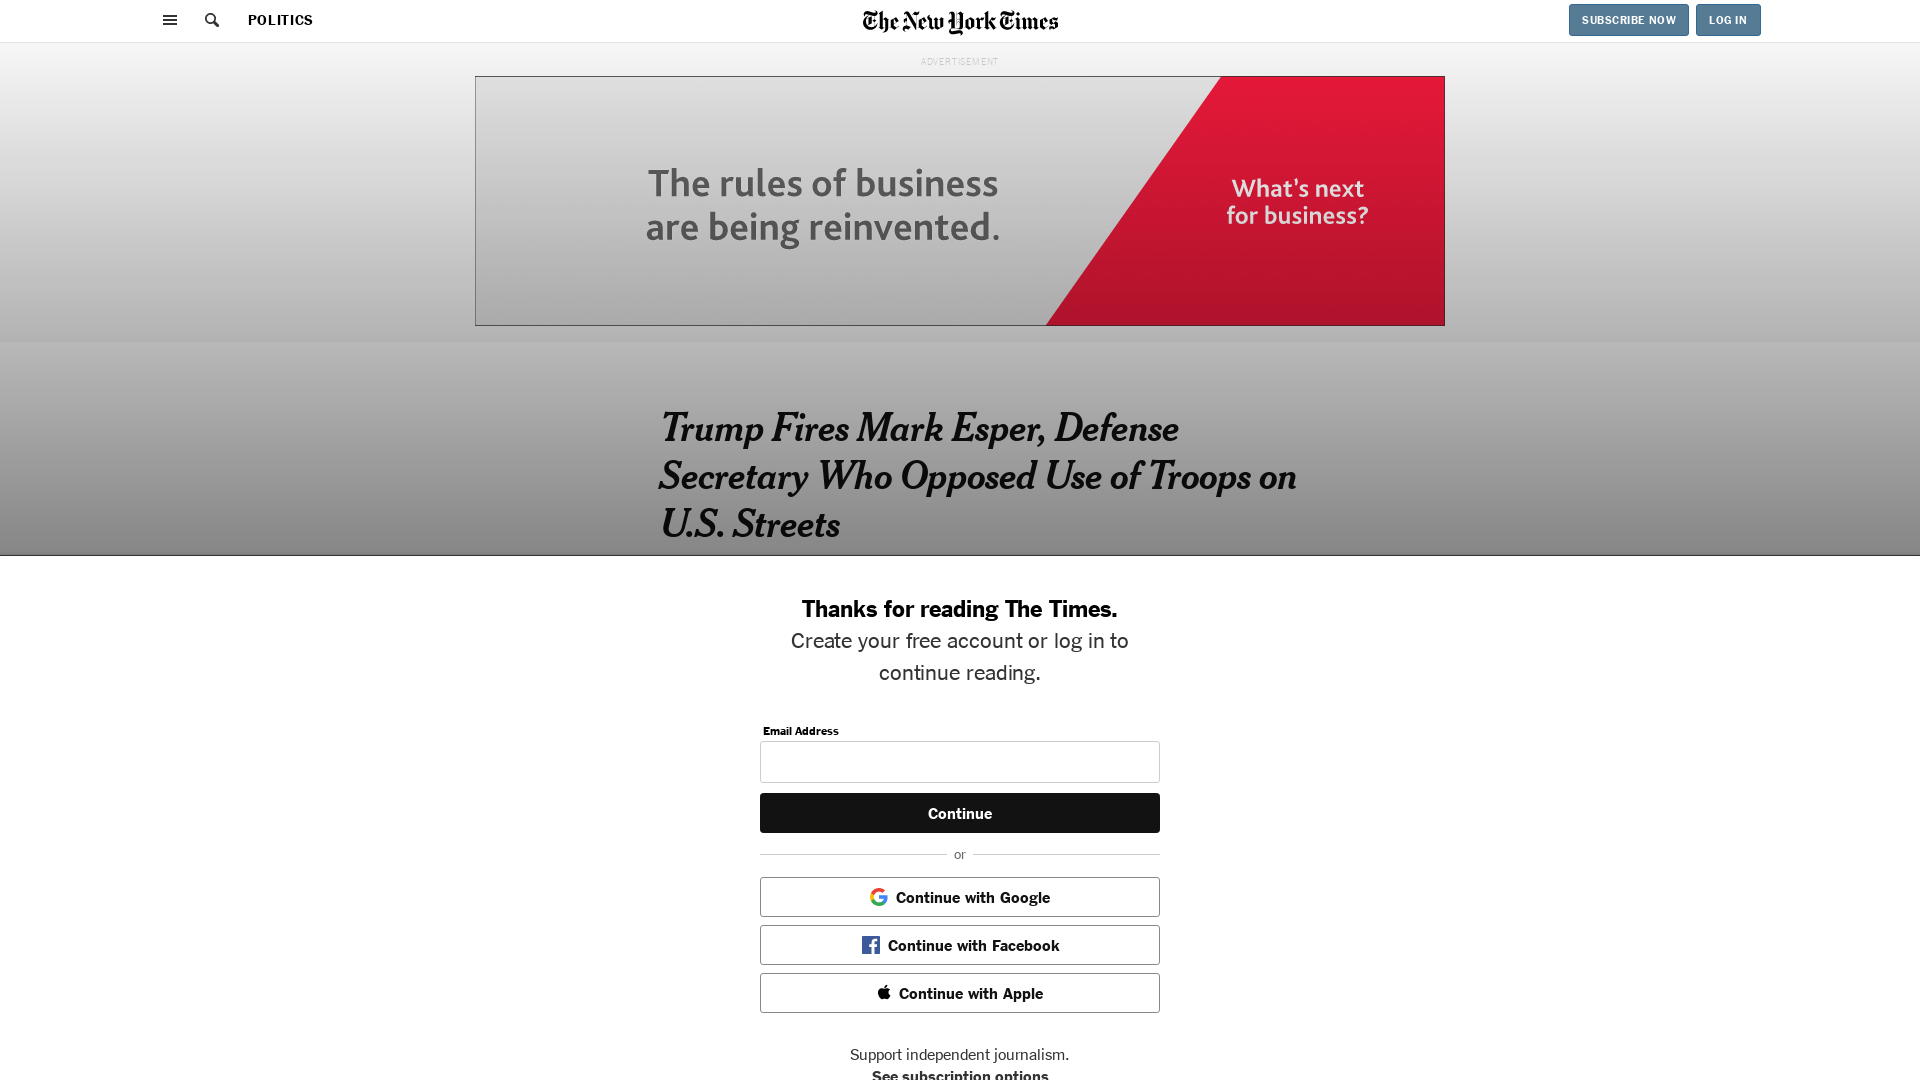 POLITICS
The New York Times
SUBSCRIBE NOW
LOG IN
ADVERTISEMENT
The rules of business
are being reinvented.
What's next
for business?
Trump Fires Mark Esper, Defense
Secretary Who Opposed Use of Troops on
U.S. Streets
Thanks for reading The Times.
Create your free account or log in to
continue reading.
Email Address
Continue
or
Continue with Google
Continue with Facebook
Continue with Apple
Support independent journalism.
See subscription options